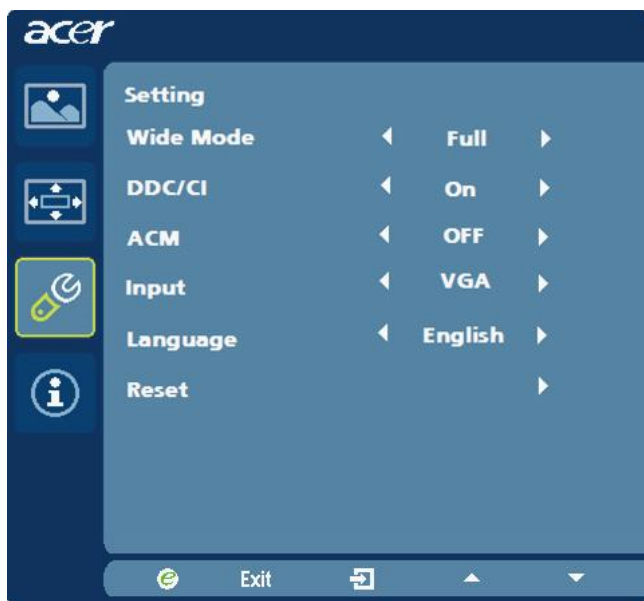 acer
Setting
Wide Mode Full
DDC/CI On
ACM OFF
Input VGA
Language English
Reset
e Exit